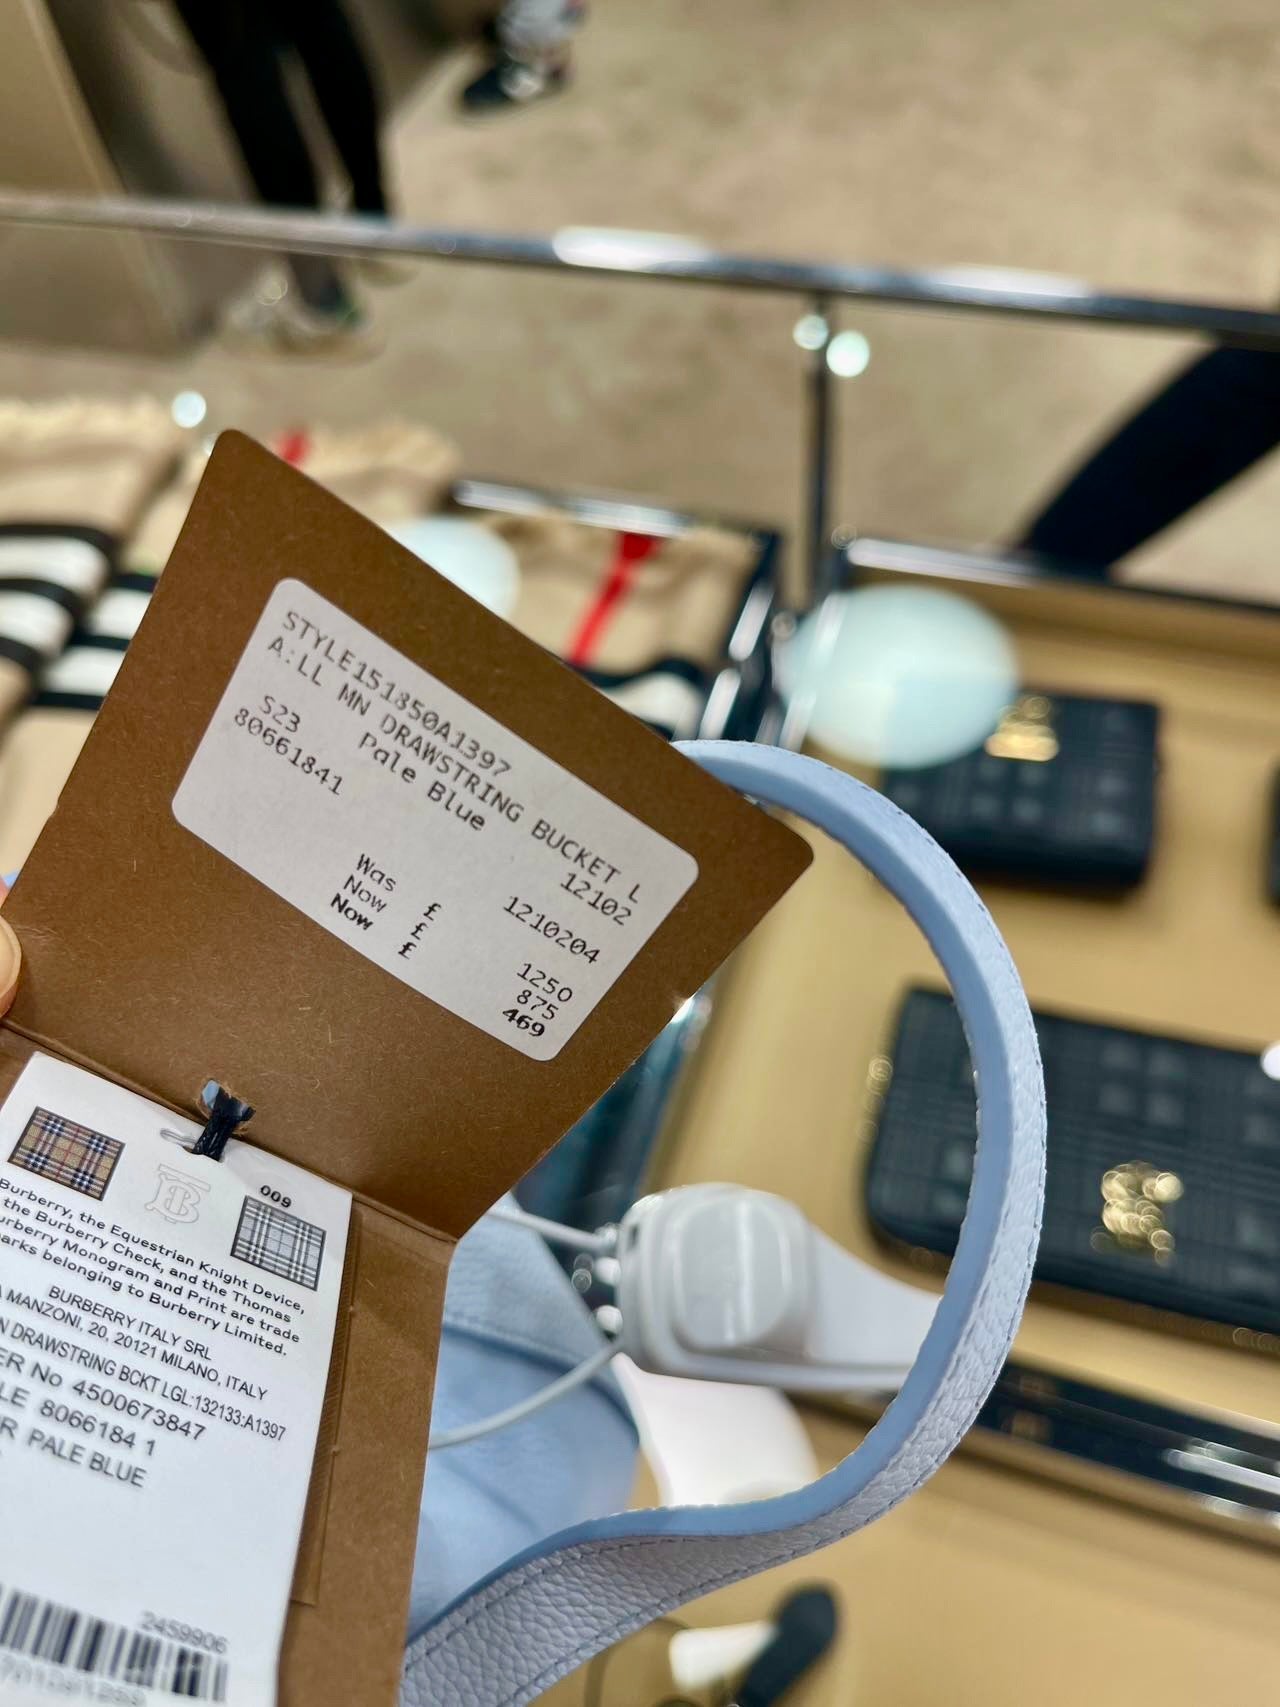 STYLE151850A1397
A:LL MN DRAWSTRING BUCKET L
S23 Pale Blue 12102
80661841 1210204
Was £ 1250
Now £ 875
Now £ 469
009
Burberry, the Equestrian Knight Device,
the Burberry Check, and the Thomas
Burberry Monogram and Print are trade
marks belonging to Burberry Limited.
BURBERRY ITALY SRL
MANZONI, 20, 20121 MILANO, ITALY
DRAWSTRING BCKT LGL:132133:A1397
No 4500673847
8066184 1
PALE BLUE
2459906